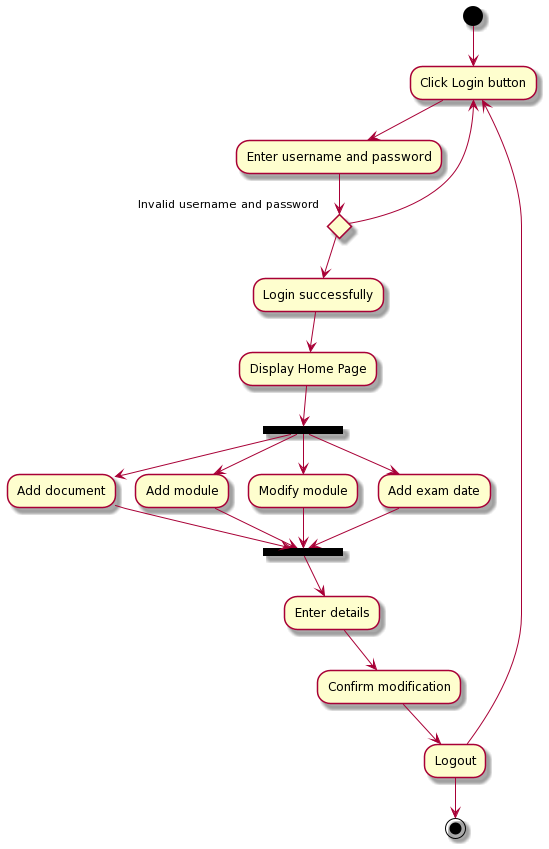 Click Login button
Enter username and password
Invalid username and password
Login successfully
Display Home Page
Add document
Add module
Modify module
Add exam date
Enter details
Confirm modification
Logout